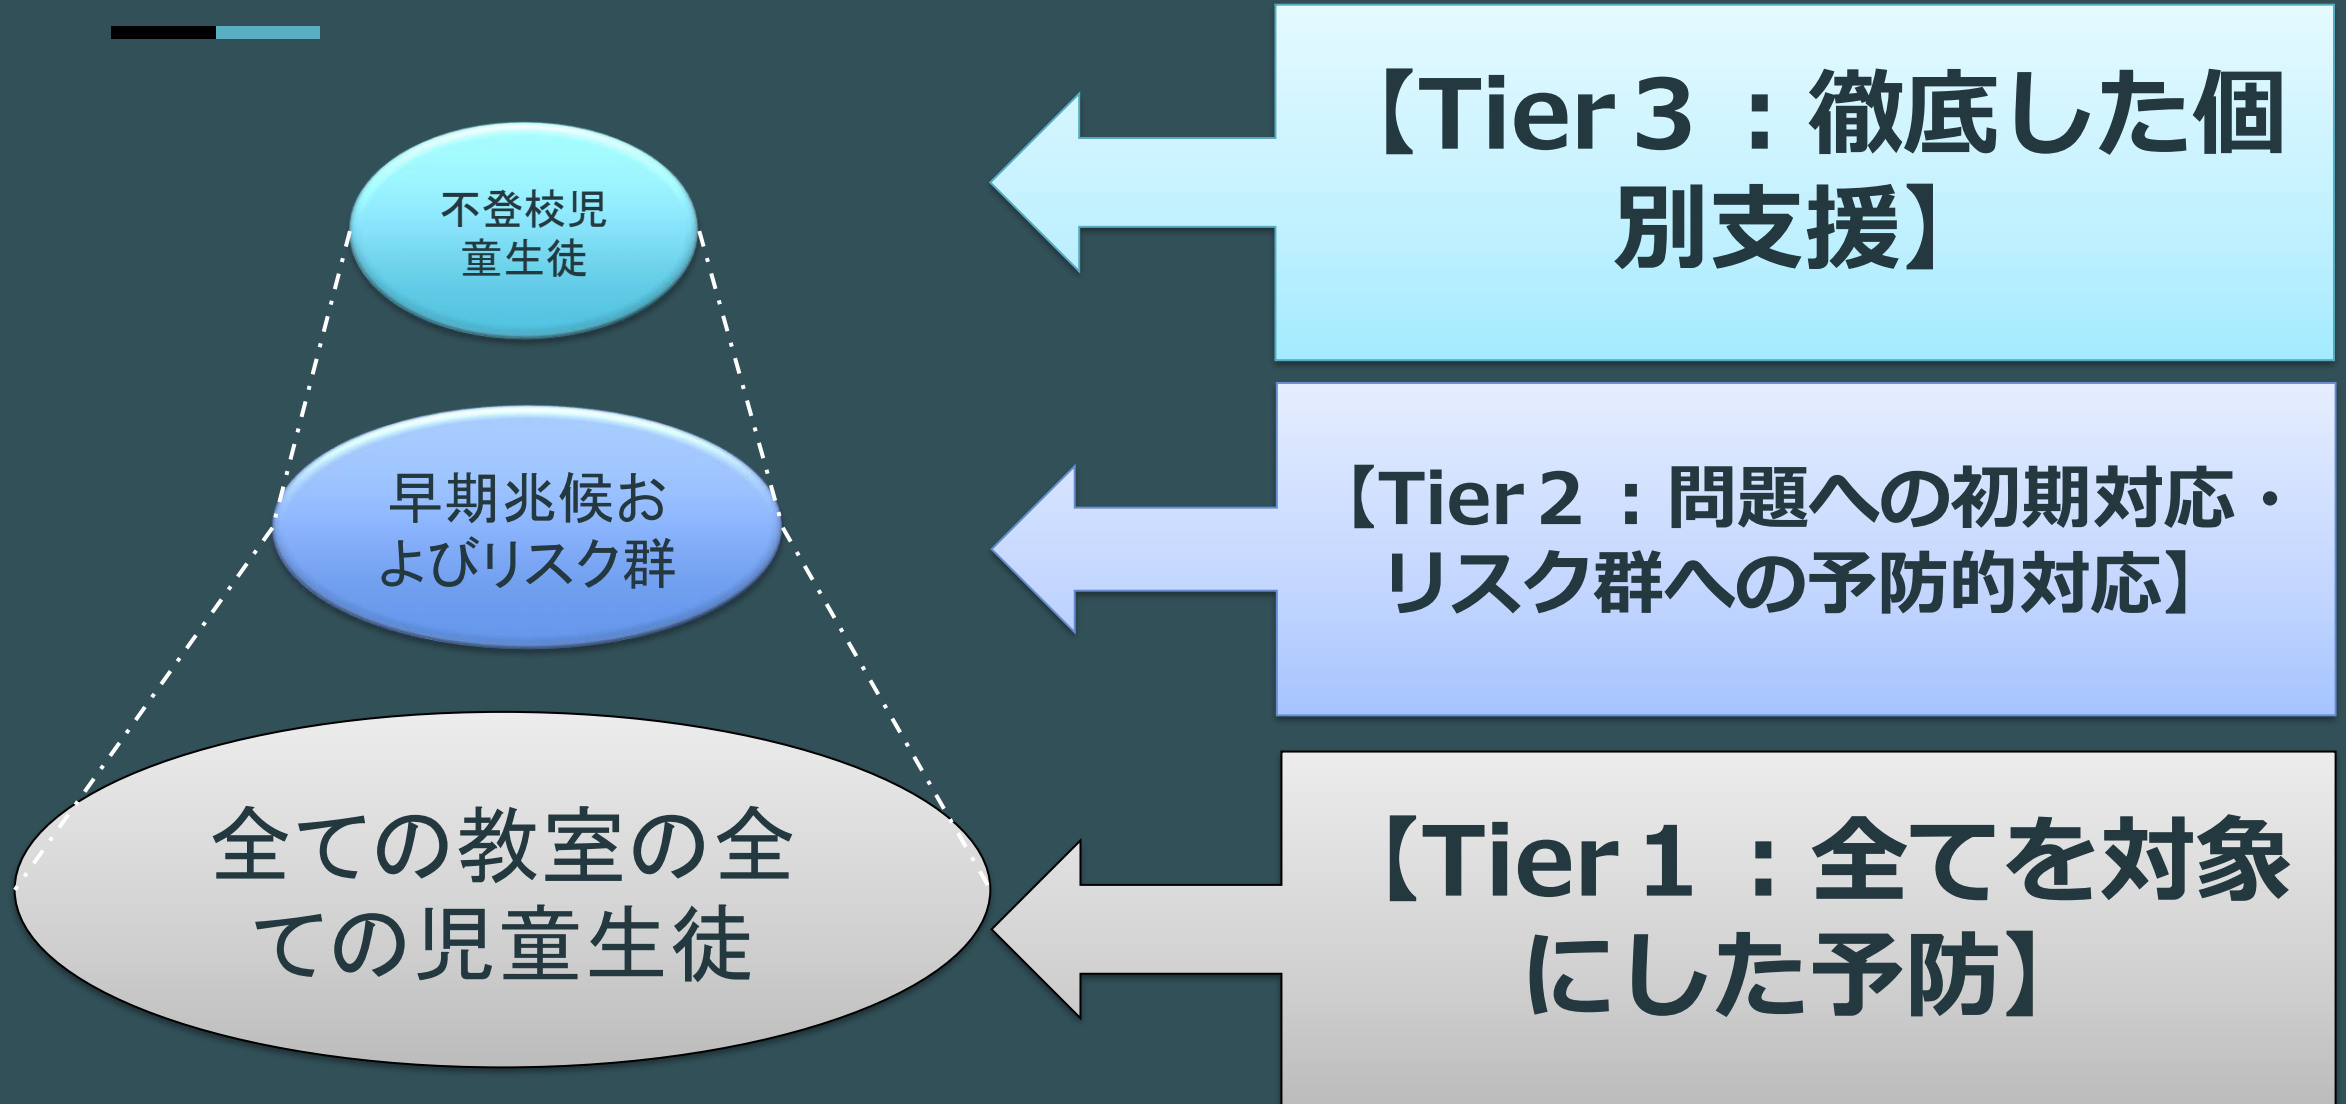 不登校児
童生徒
【Tier３：徹底した個
別支援】
早期兆候お
よびリスク群
【Tier２：問題への初期対応・
リスク群への予防的対応】
全ての教室の全
ての児童生徒
【Tier１：全てを対象
にした予防】